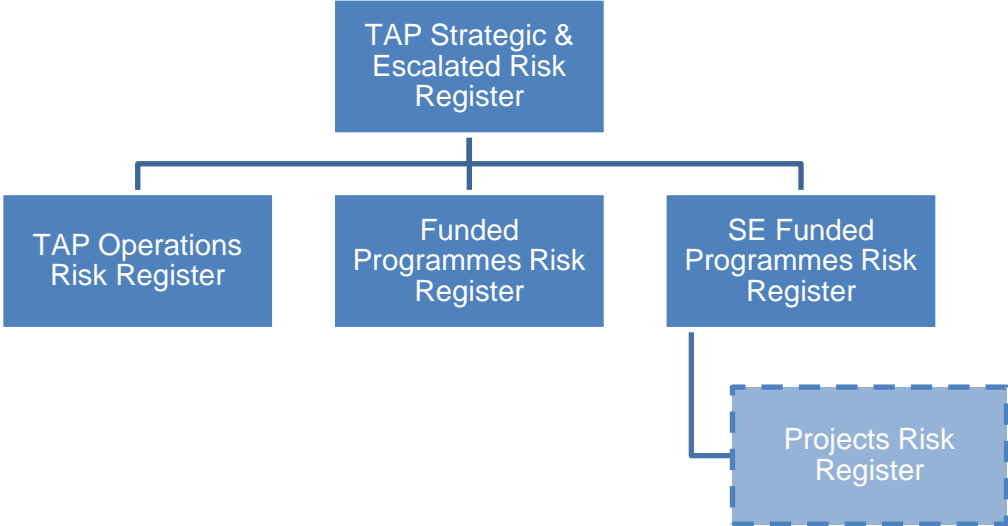 TAP Strategic &
Escalated Risk
Register
TAP Operations
Risk Register
Funded
Programmes Risk
Register
SE Funded
Programmes Risk
Register
Projects Risk
Register